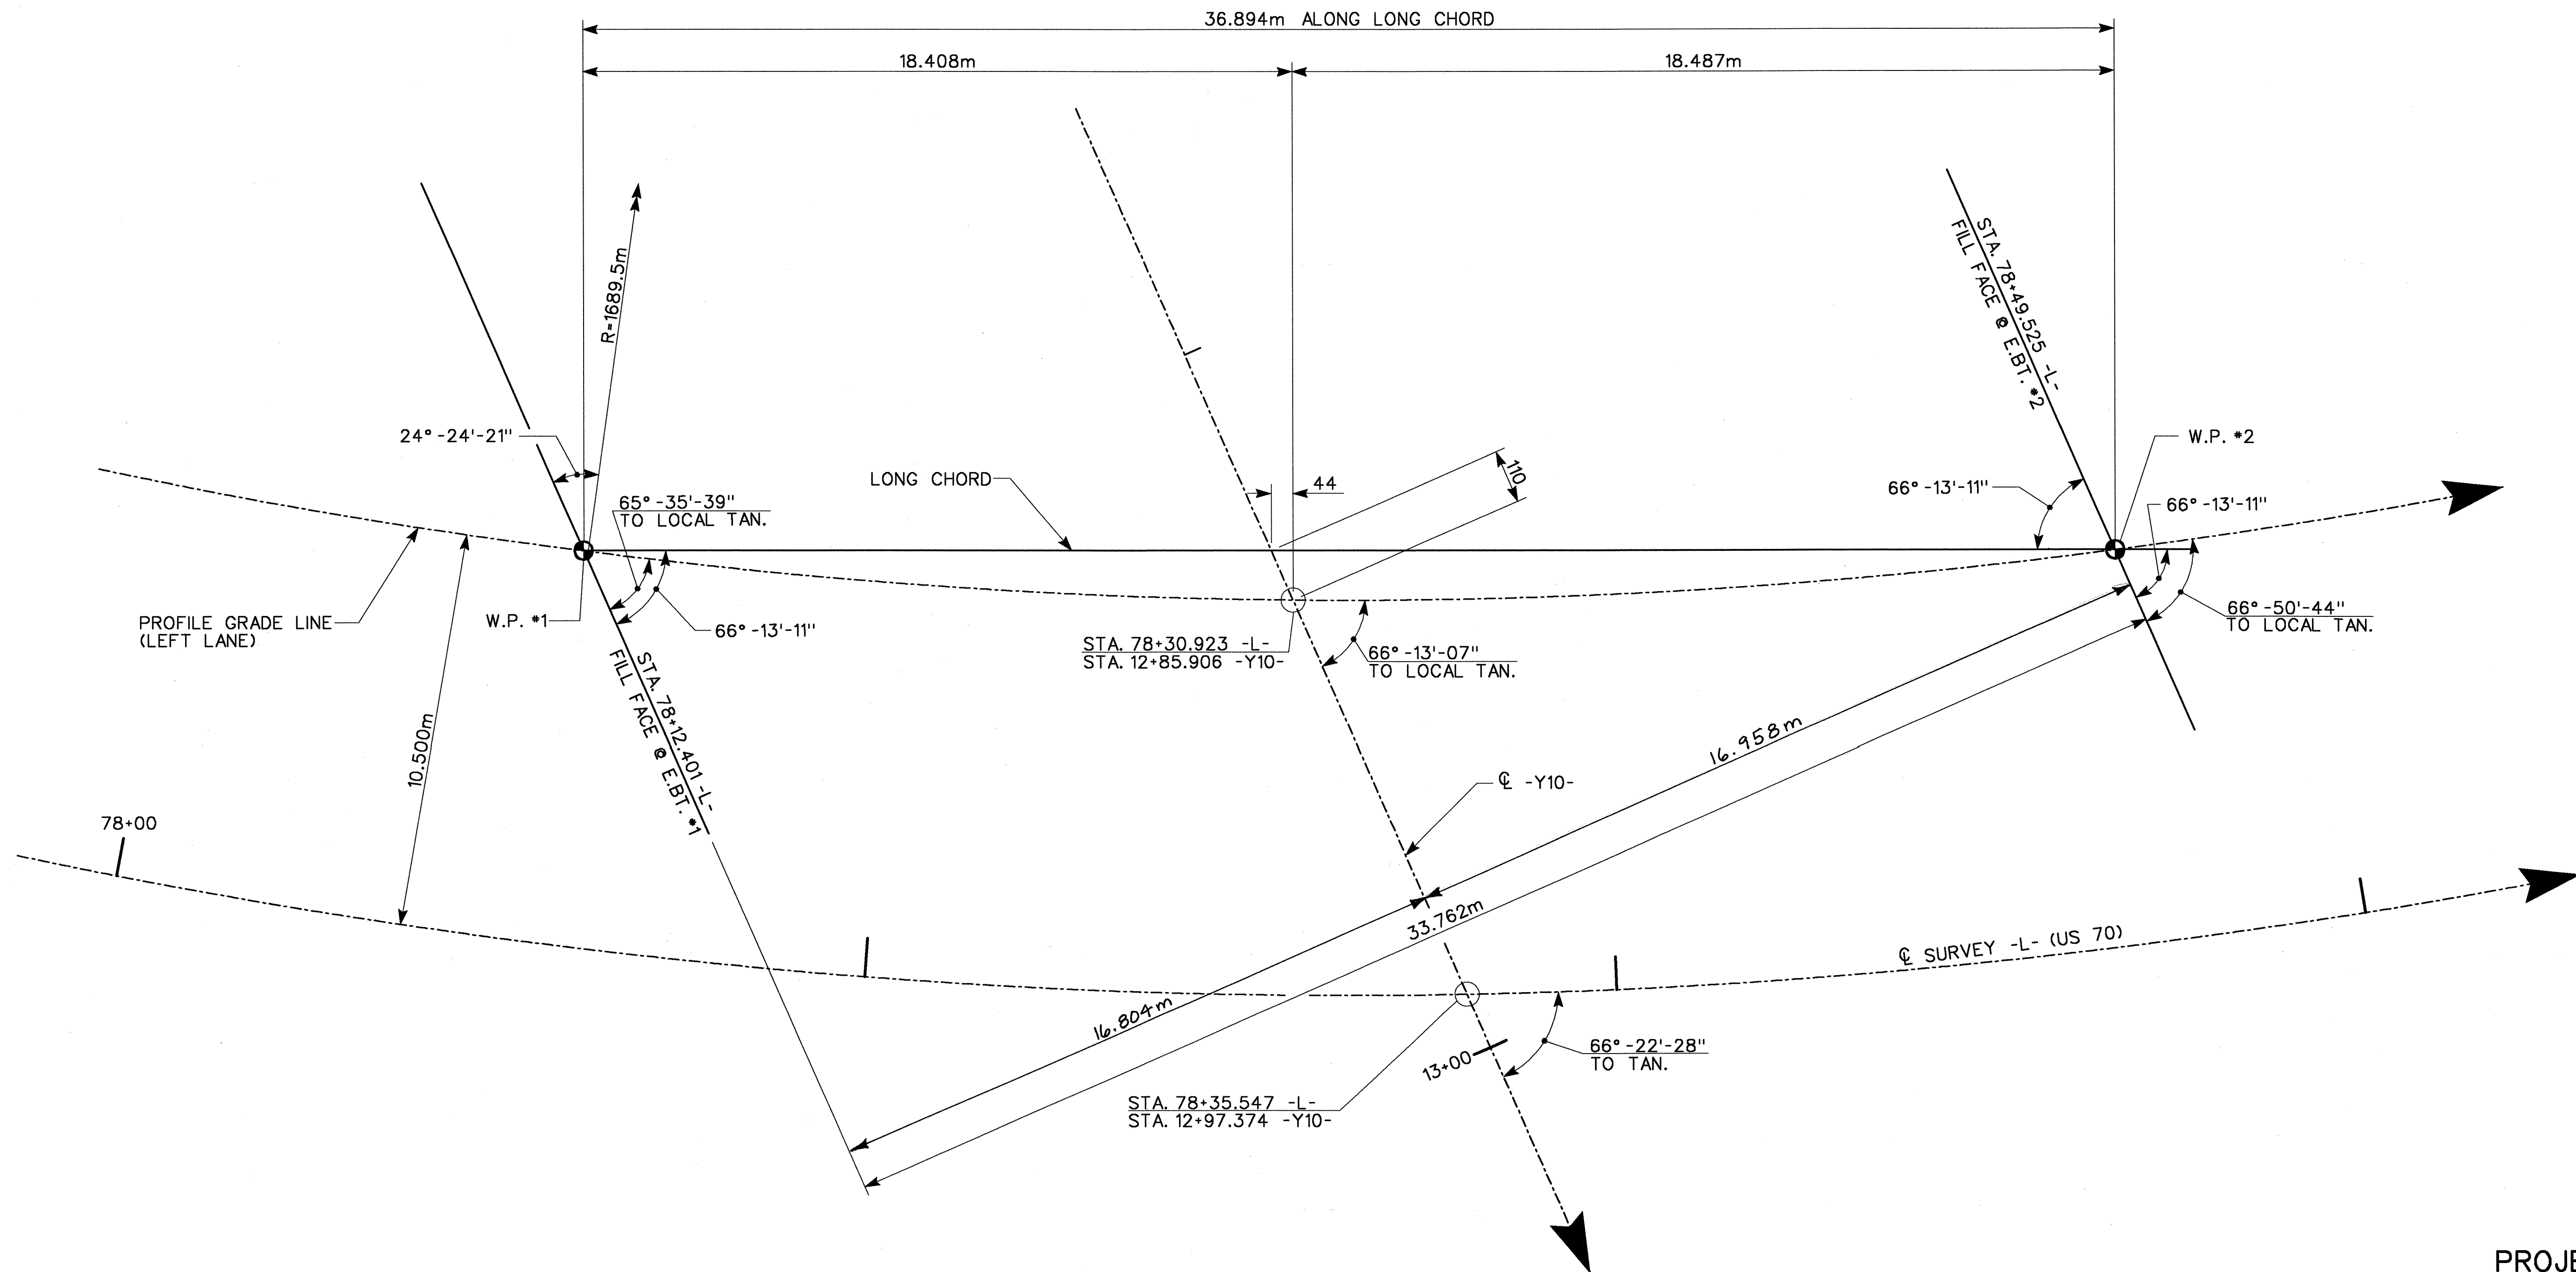 36.894m ALONG LONG CHORD
18.408m
18.487m
R=1689.5m
STA. 78+49.525 -L-
FILL FACE @ E.BT. #2
24°-24'-21"
65°-35'-39"
TO LOCAL TAN.
LONG CHORD
44
110
66°-13'-11"
W.P. #2
66°-13'-11"
PROFILE GRADE LINE
(LEFT LANE)
W.P. #1
66°-13'-11"
STA. 78+30.923 -L-
STA. 12+85.906 -Y10-
66°-13'-07"
TO LOCAL TAN.
66°-50'-44"
TO LOCAL TAN.
STA. 78+12.401 -L-
FILL FACE @ E.BT. #1
10.500m
16.958m
℄ -Y10-
78+00
33.762m
℄ SURVEY -L- (US 70)
16.804m
13+00
66°-22'-28"
TO TAN.
STA. 78+35.547 -L-
STA. 12+97.374 -Y10-